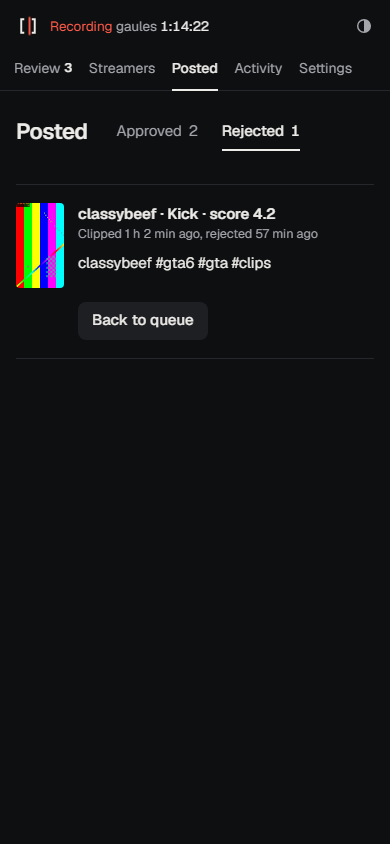 Recording gaules 1:14:22
Review 3 Streamers Posted Activity Settings
Posted Approved 2 Rejected 1
classybeef · Kick · score 4.2
Clipped 1 h 2 min ago, rejected 57 min ago
classybeef #gta6 #gta #clips
Back to queue